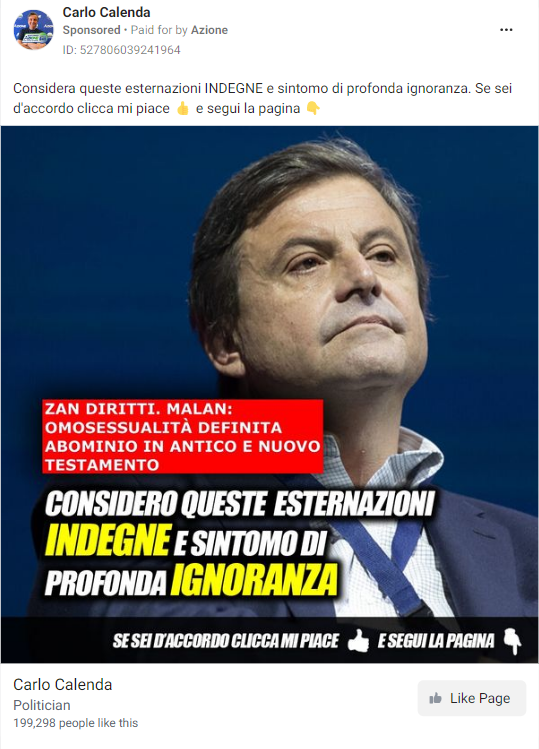 Carlo Calenda
Sponsored • Paid for by Azione
ID: 527806039241964
Considera queste esternazioni INDEGNE e sintomo di profonda ignoranza. Se sei
d'accordo clicca mi piace 👍 e segui la pagina 👇
ZAN DIRITTI. MALAN:
OMOSESSUALITÀ DEFINITA
ABOMINIO IN ANTICO E NUOVO
TESTAMENTO
CONSIDERO QUESTE ESTERNAZIONI
INDEGNE E SINTOMO DI
PROFONDA IGNORANZA
SE SEI D'ACCORDO CLICCA MI PIACE 👍 E SEGUI LA PAGINA 👇
Carlo Calenda
Politician
199,298 people like this
Like Page